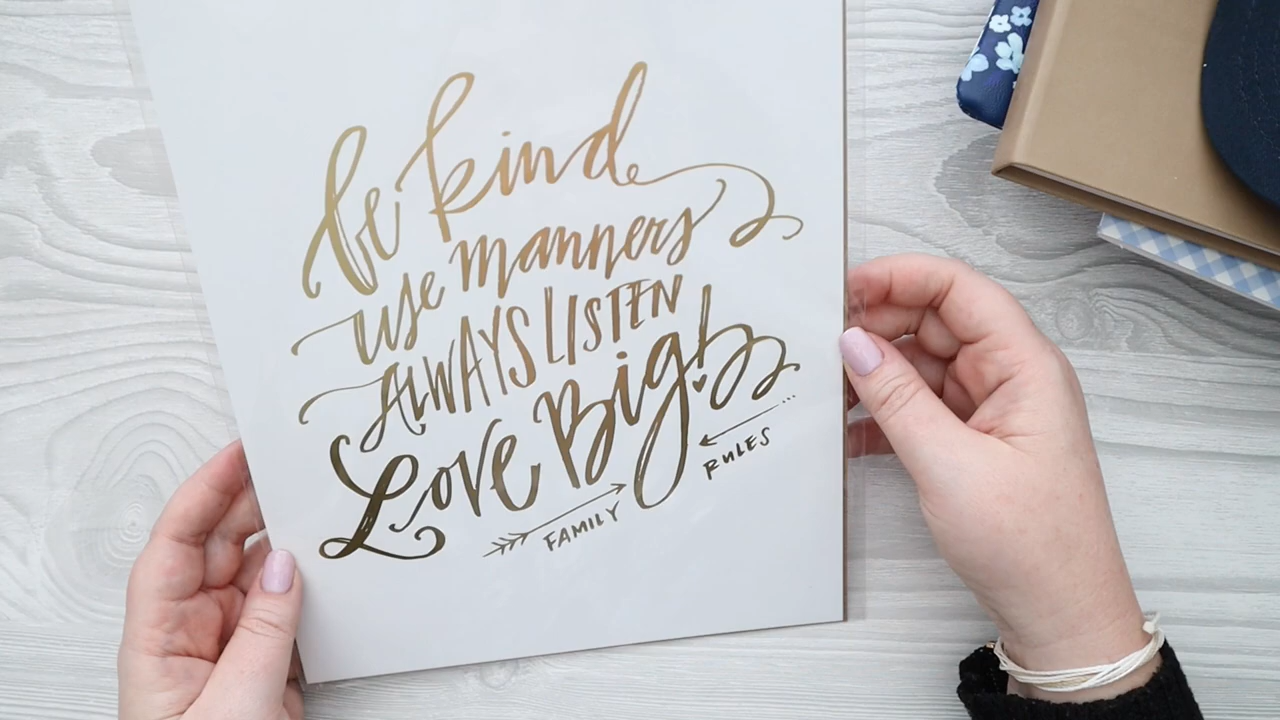 be kind
use manners
ALWAYS LISTEN
Love Big!
FAMILY
RULES